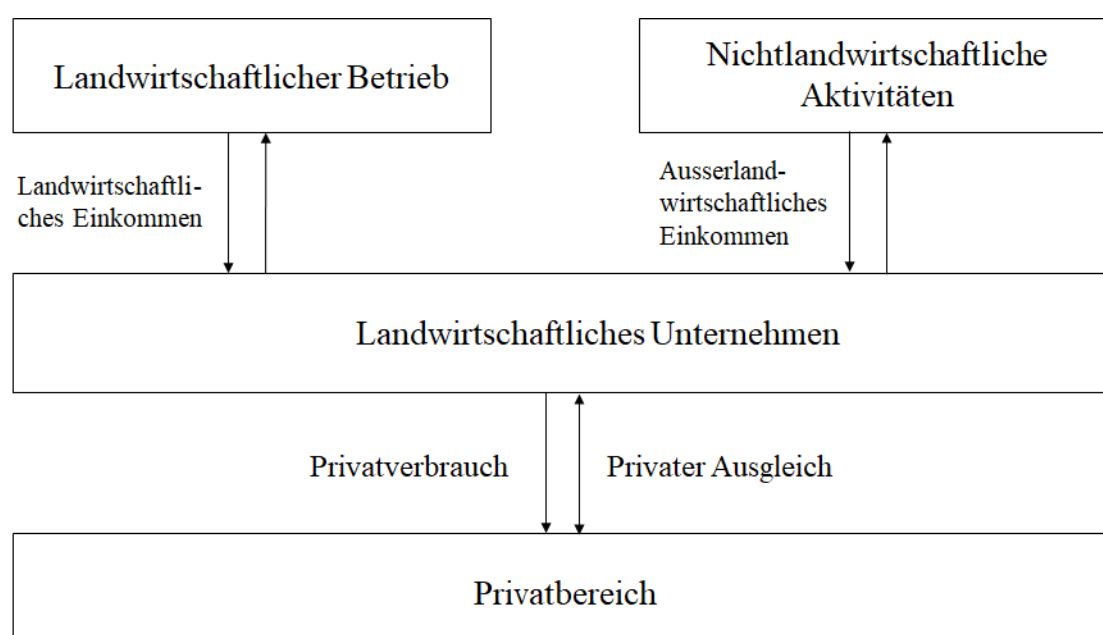 Landwirtschaftlicher Betrieb
Nichtlandwirtschaftliche
Aktivitäten
Landwirtschaftli-
ches Einkommen
Ausserland-
wirtschaftliches
Einkommen
Landwirtschaftliches Unternehmen
Privatverbrauch
Privater Ausgleich
Privatbereich